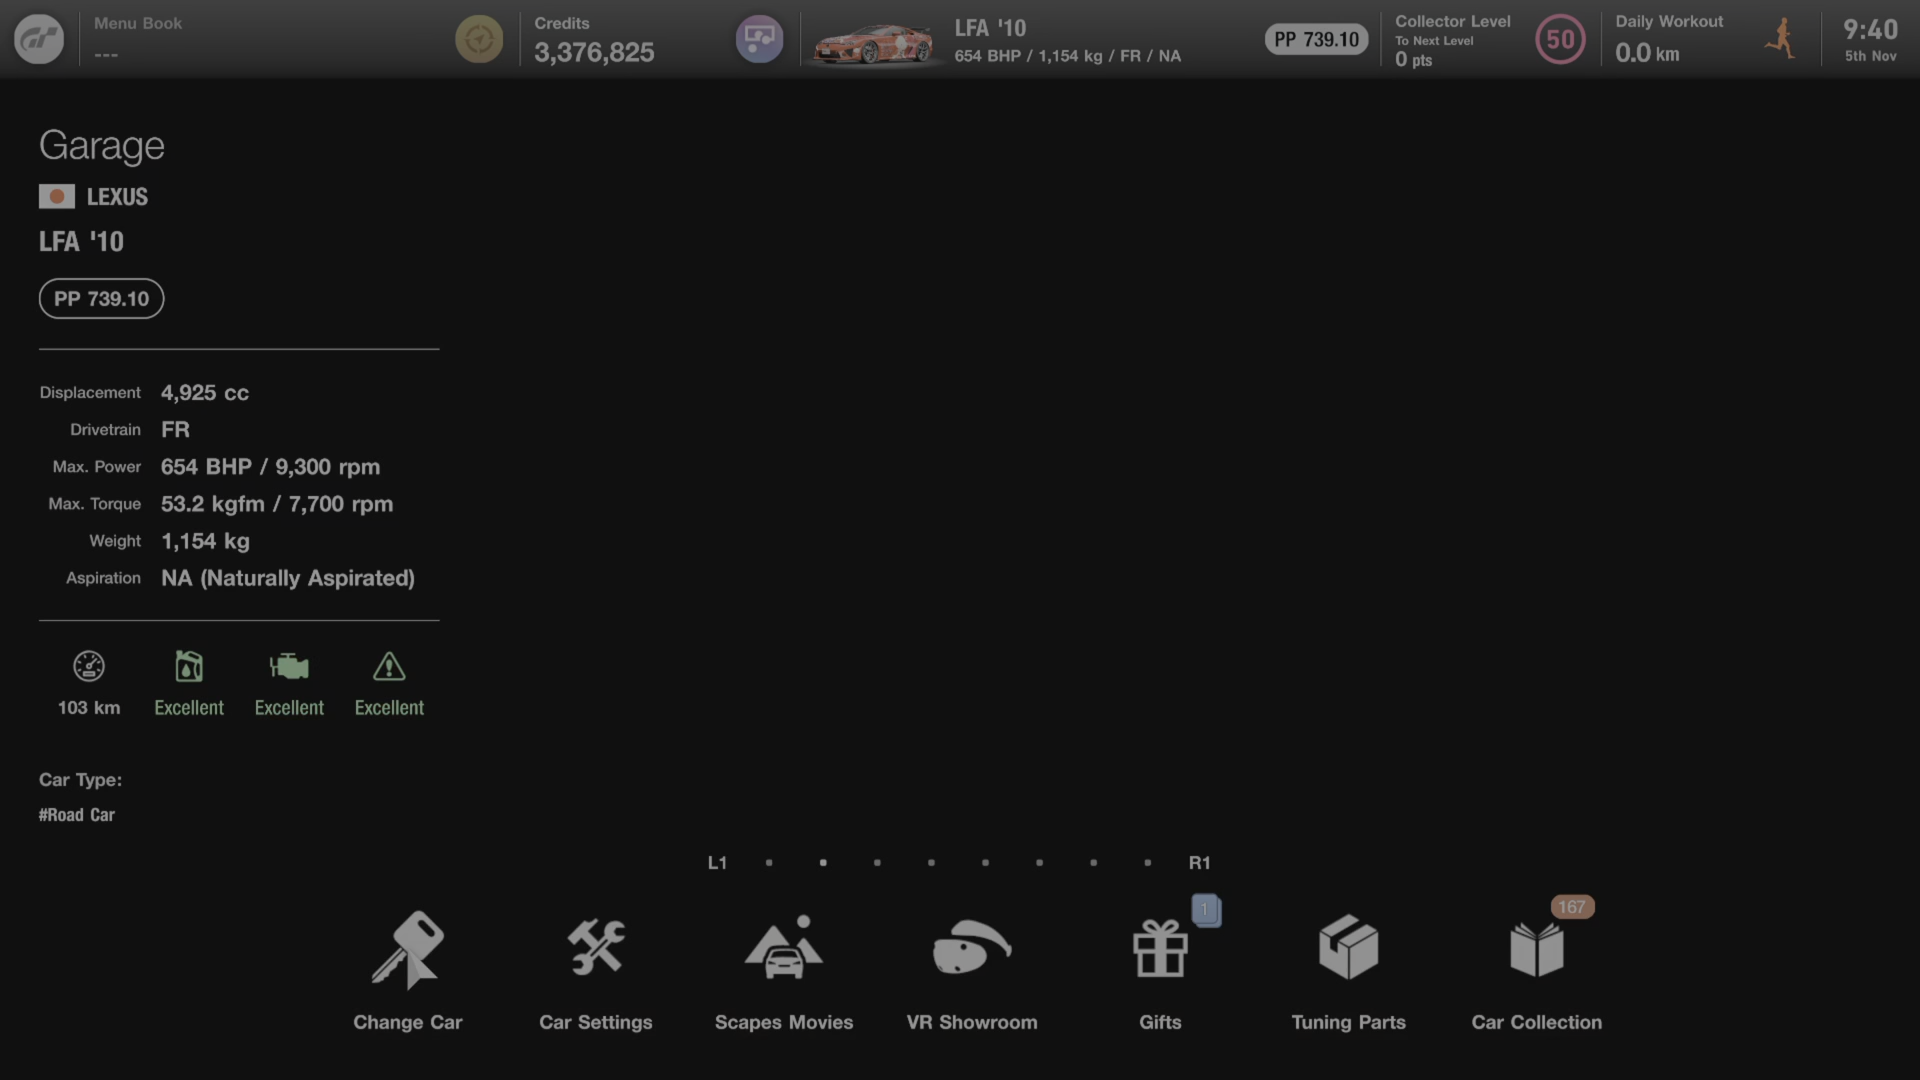 Menu Book
---
Credits
3,376,825
LFA '10
654 BHP / 1,154 kg / FR / NA
PP 739.10
Collector Level
To Next Level
0 pts
50
Daily Workout
0.0 km
9:40
5th Nov
Garage
LEXUS
LFA '10
PP 739.10
Displacement 4,925 cc
Drivetrain FR
Max. Power 654 BHP / 9,300 rpm
Max. Torque 53.2 kgfm / 7,700 rpm
Weight 1,154 kg
Aspiration NA (Naturally Aspirated)
103 km Excellent Excellent Excellent
Car Type:
#Road Car
L1 R1
1
167
Change Car Car Settings Scapes Movies VR Showroom Gifts Tuning Parts Car Collection